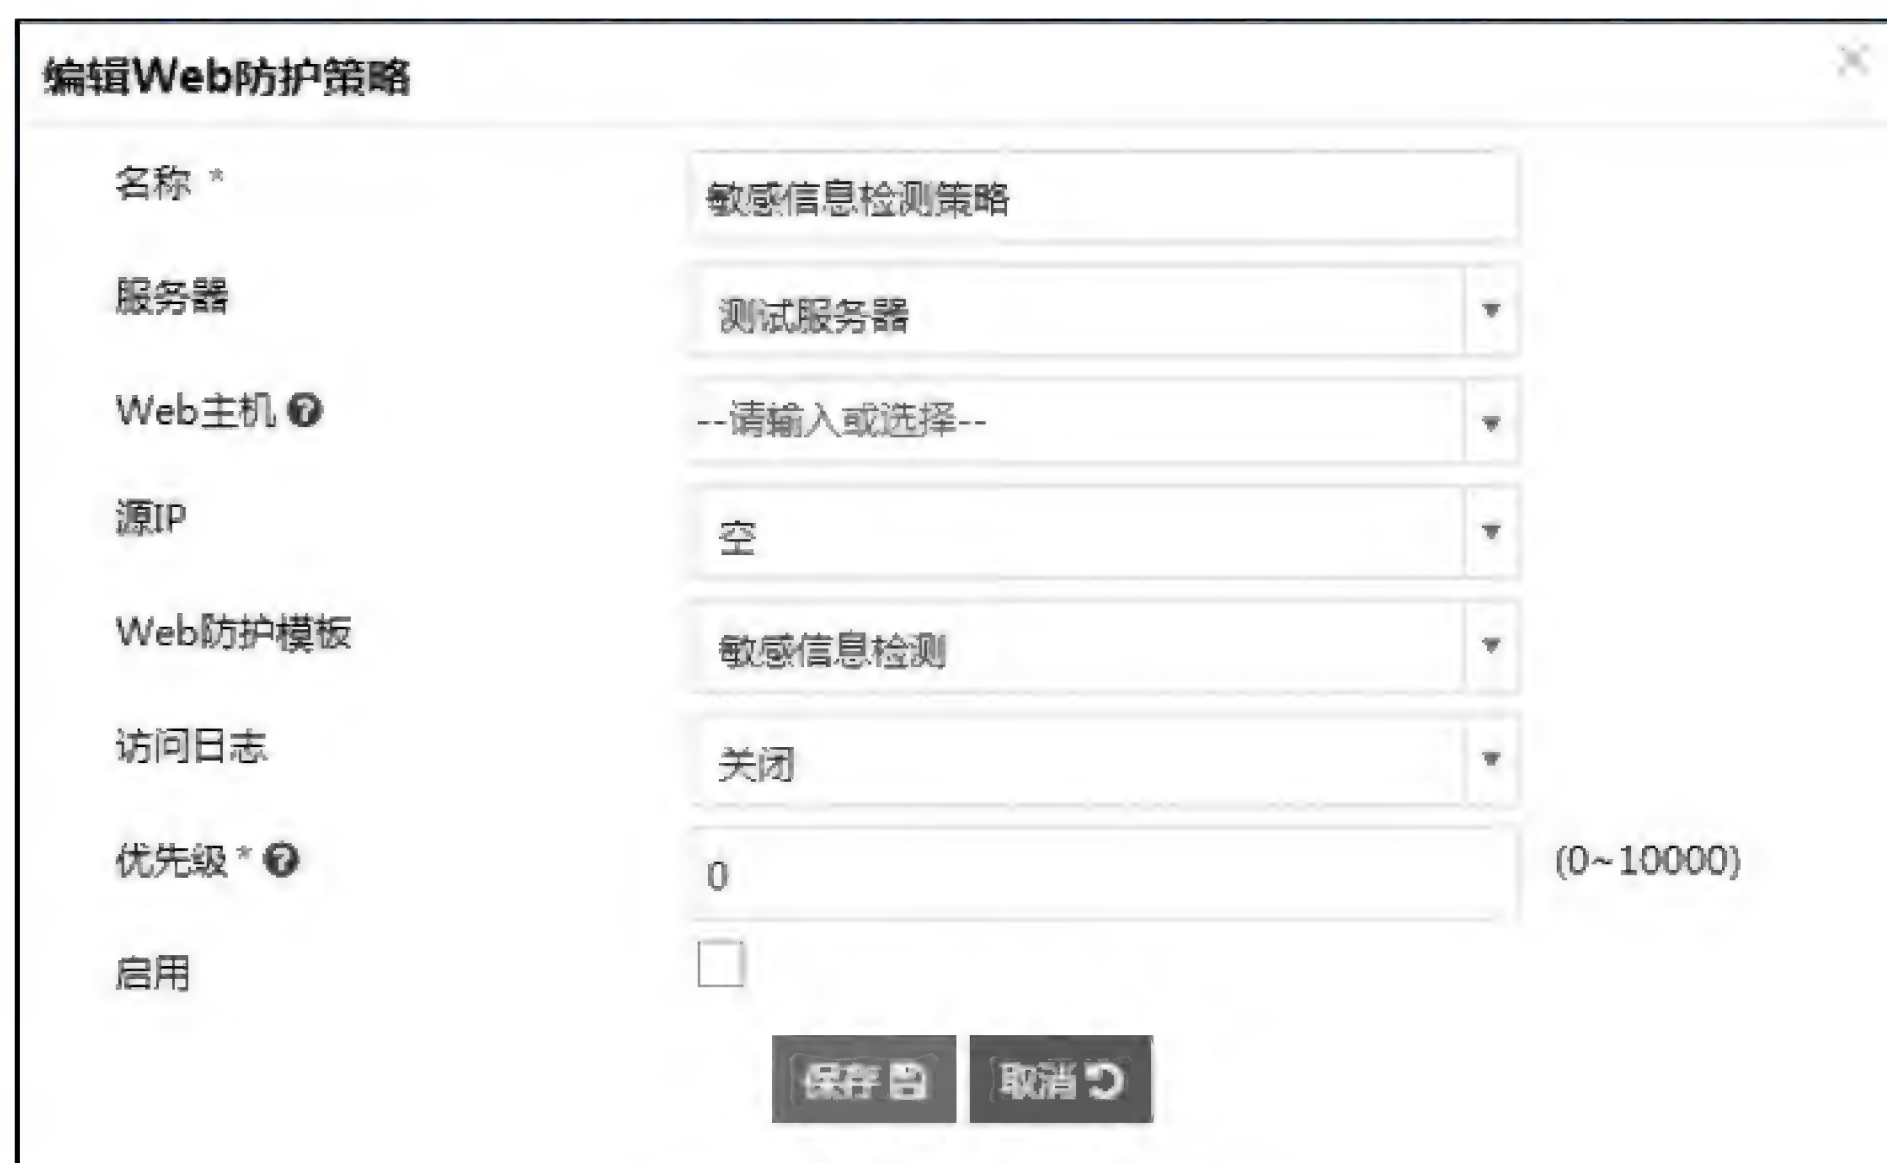 编辑Web防护策略
名称 * 敏感信息检测策略
服务器 测试服务器
Web主机 --请输入或选择--
源IP 空
Web防护模板 敏感信息检测
访问日志 关闭
优先级 * 0 (0~10000)
启用
保存 取消